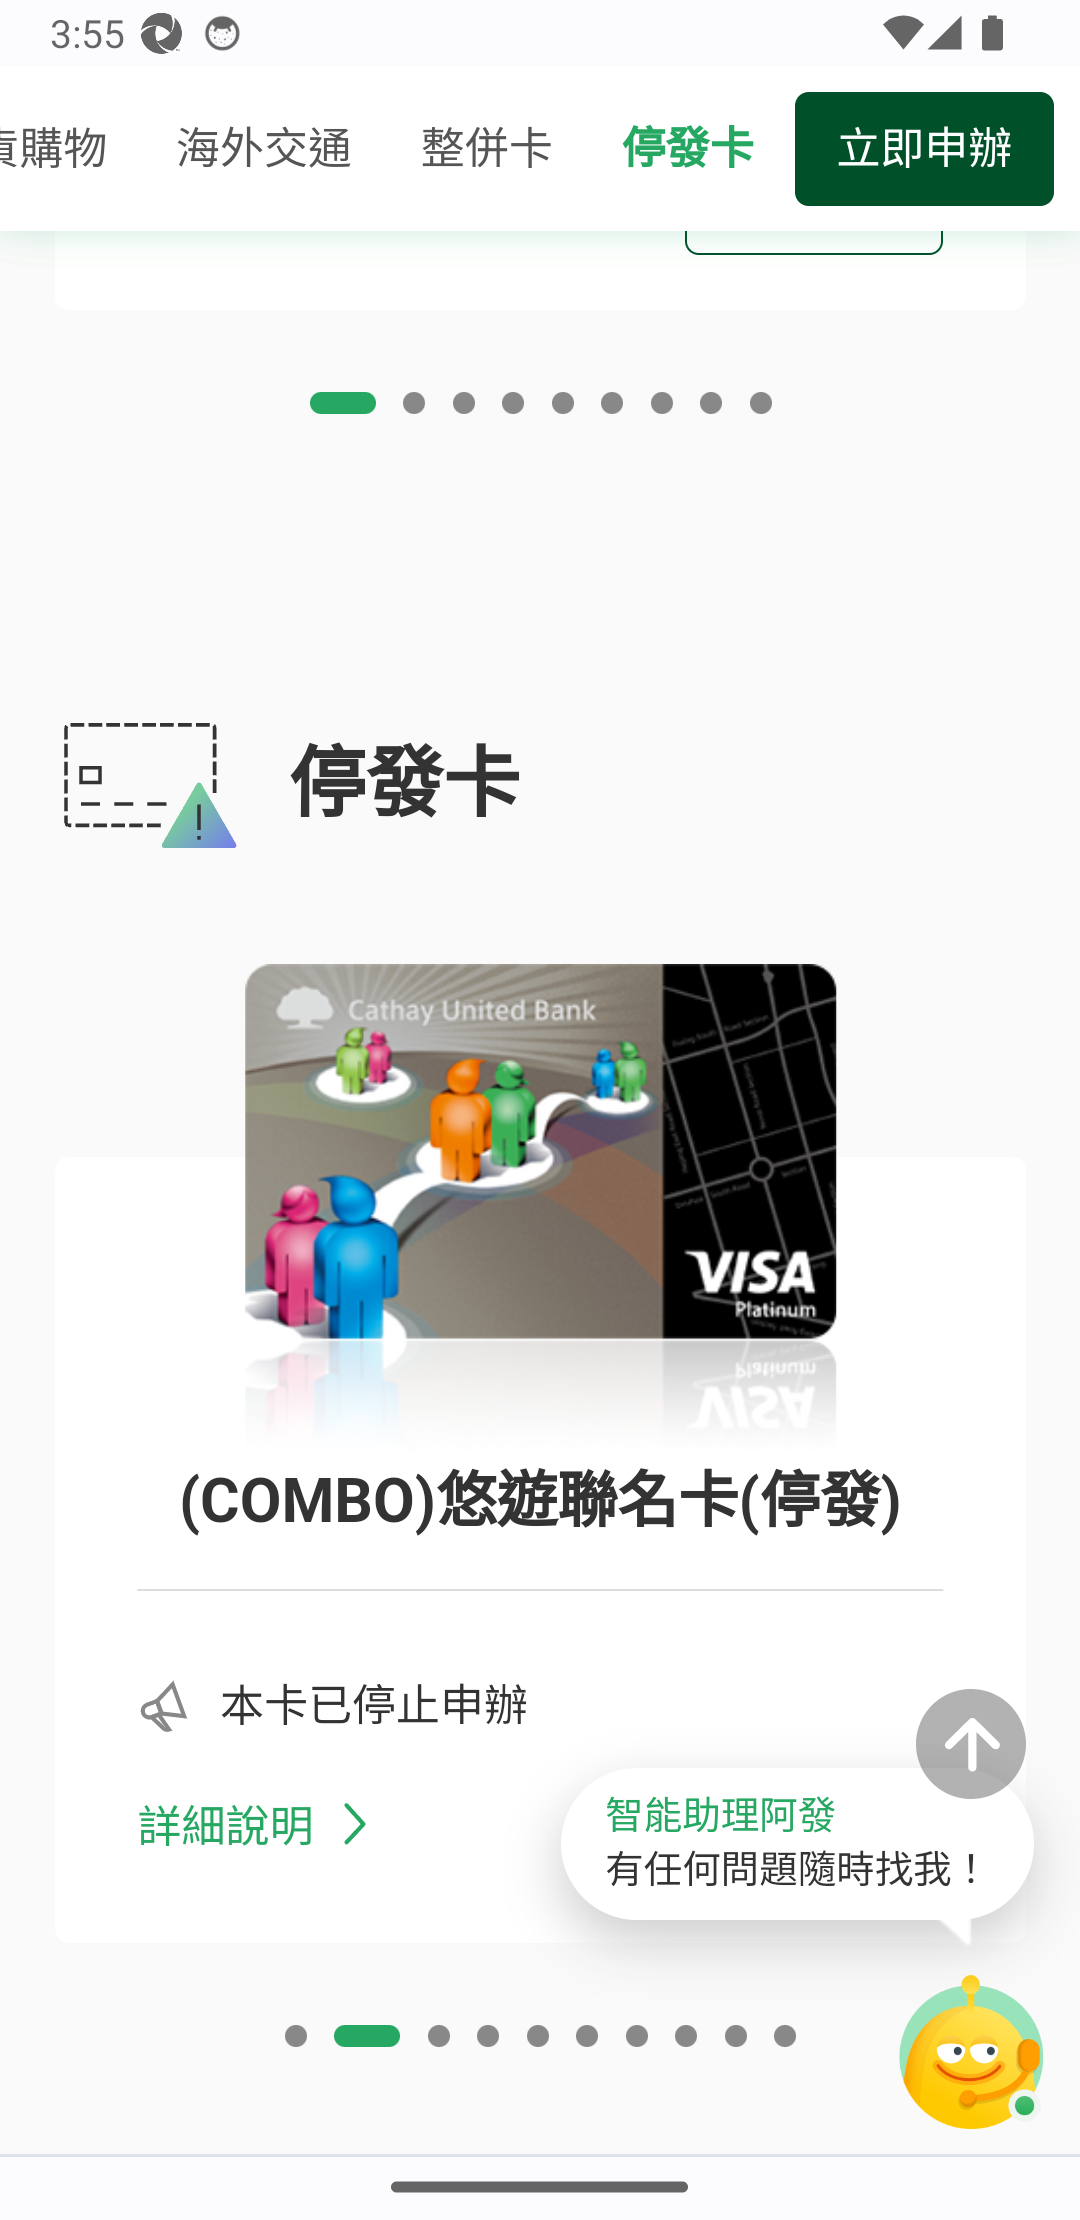 3:55
購物
海外交通
整併卡
停發卡
立即申辦
停發卡
Cathay United Bank
VISA
Platinum
(COMBO)悠遊聯名卡(停發)
本卡已停止申辦
詳細說明
智能助理阿發
有任何問題隨時找我！